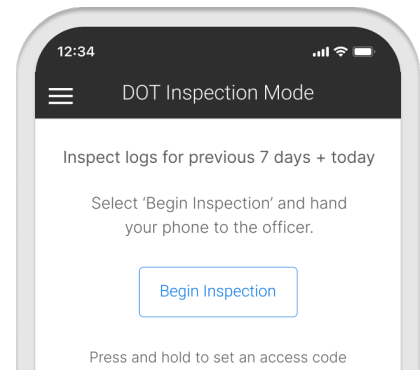 12:34
DOT Inspection Mode
Inspect logs for previous 7 days + today
Select ‘Begin Inspection’ and hand
your phone to the officer.
Begin Inspection
Press and hold to set an access code